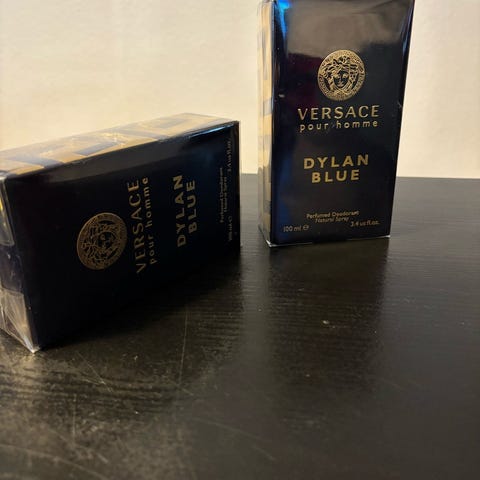 VERSACE
pour homme
DYLAN
BLUE
Perfumed Deodorant
Natural Spray
100 ml e 3.4 us fl.oz.
VERSACE
pour homme
DYLAN
BLUE
Perfumed Deodorant
Natural Spray
100 ml e 3.4 us fl.oz.